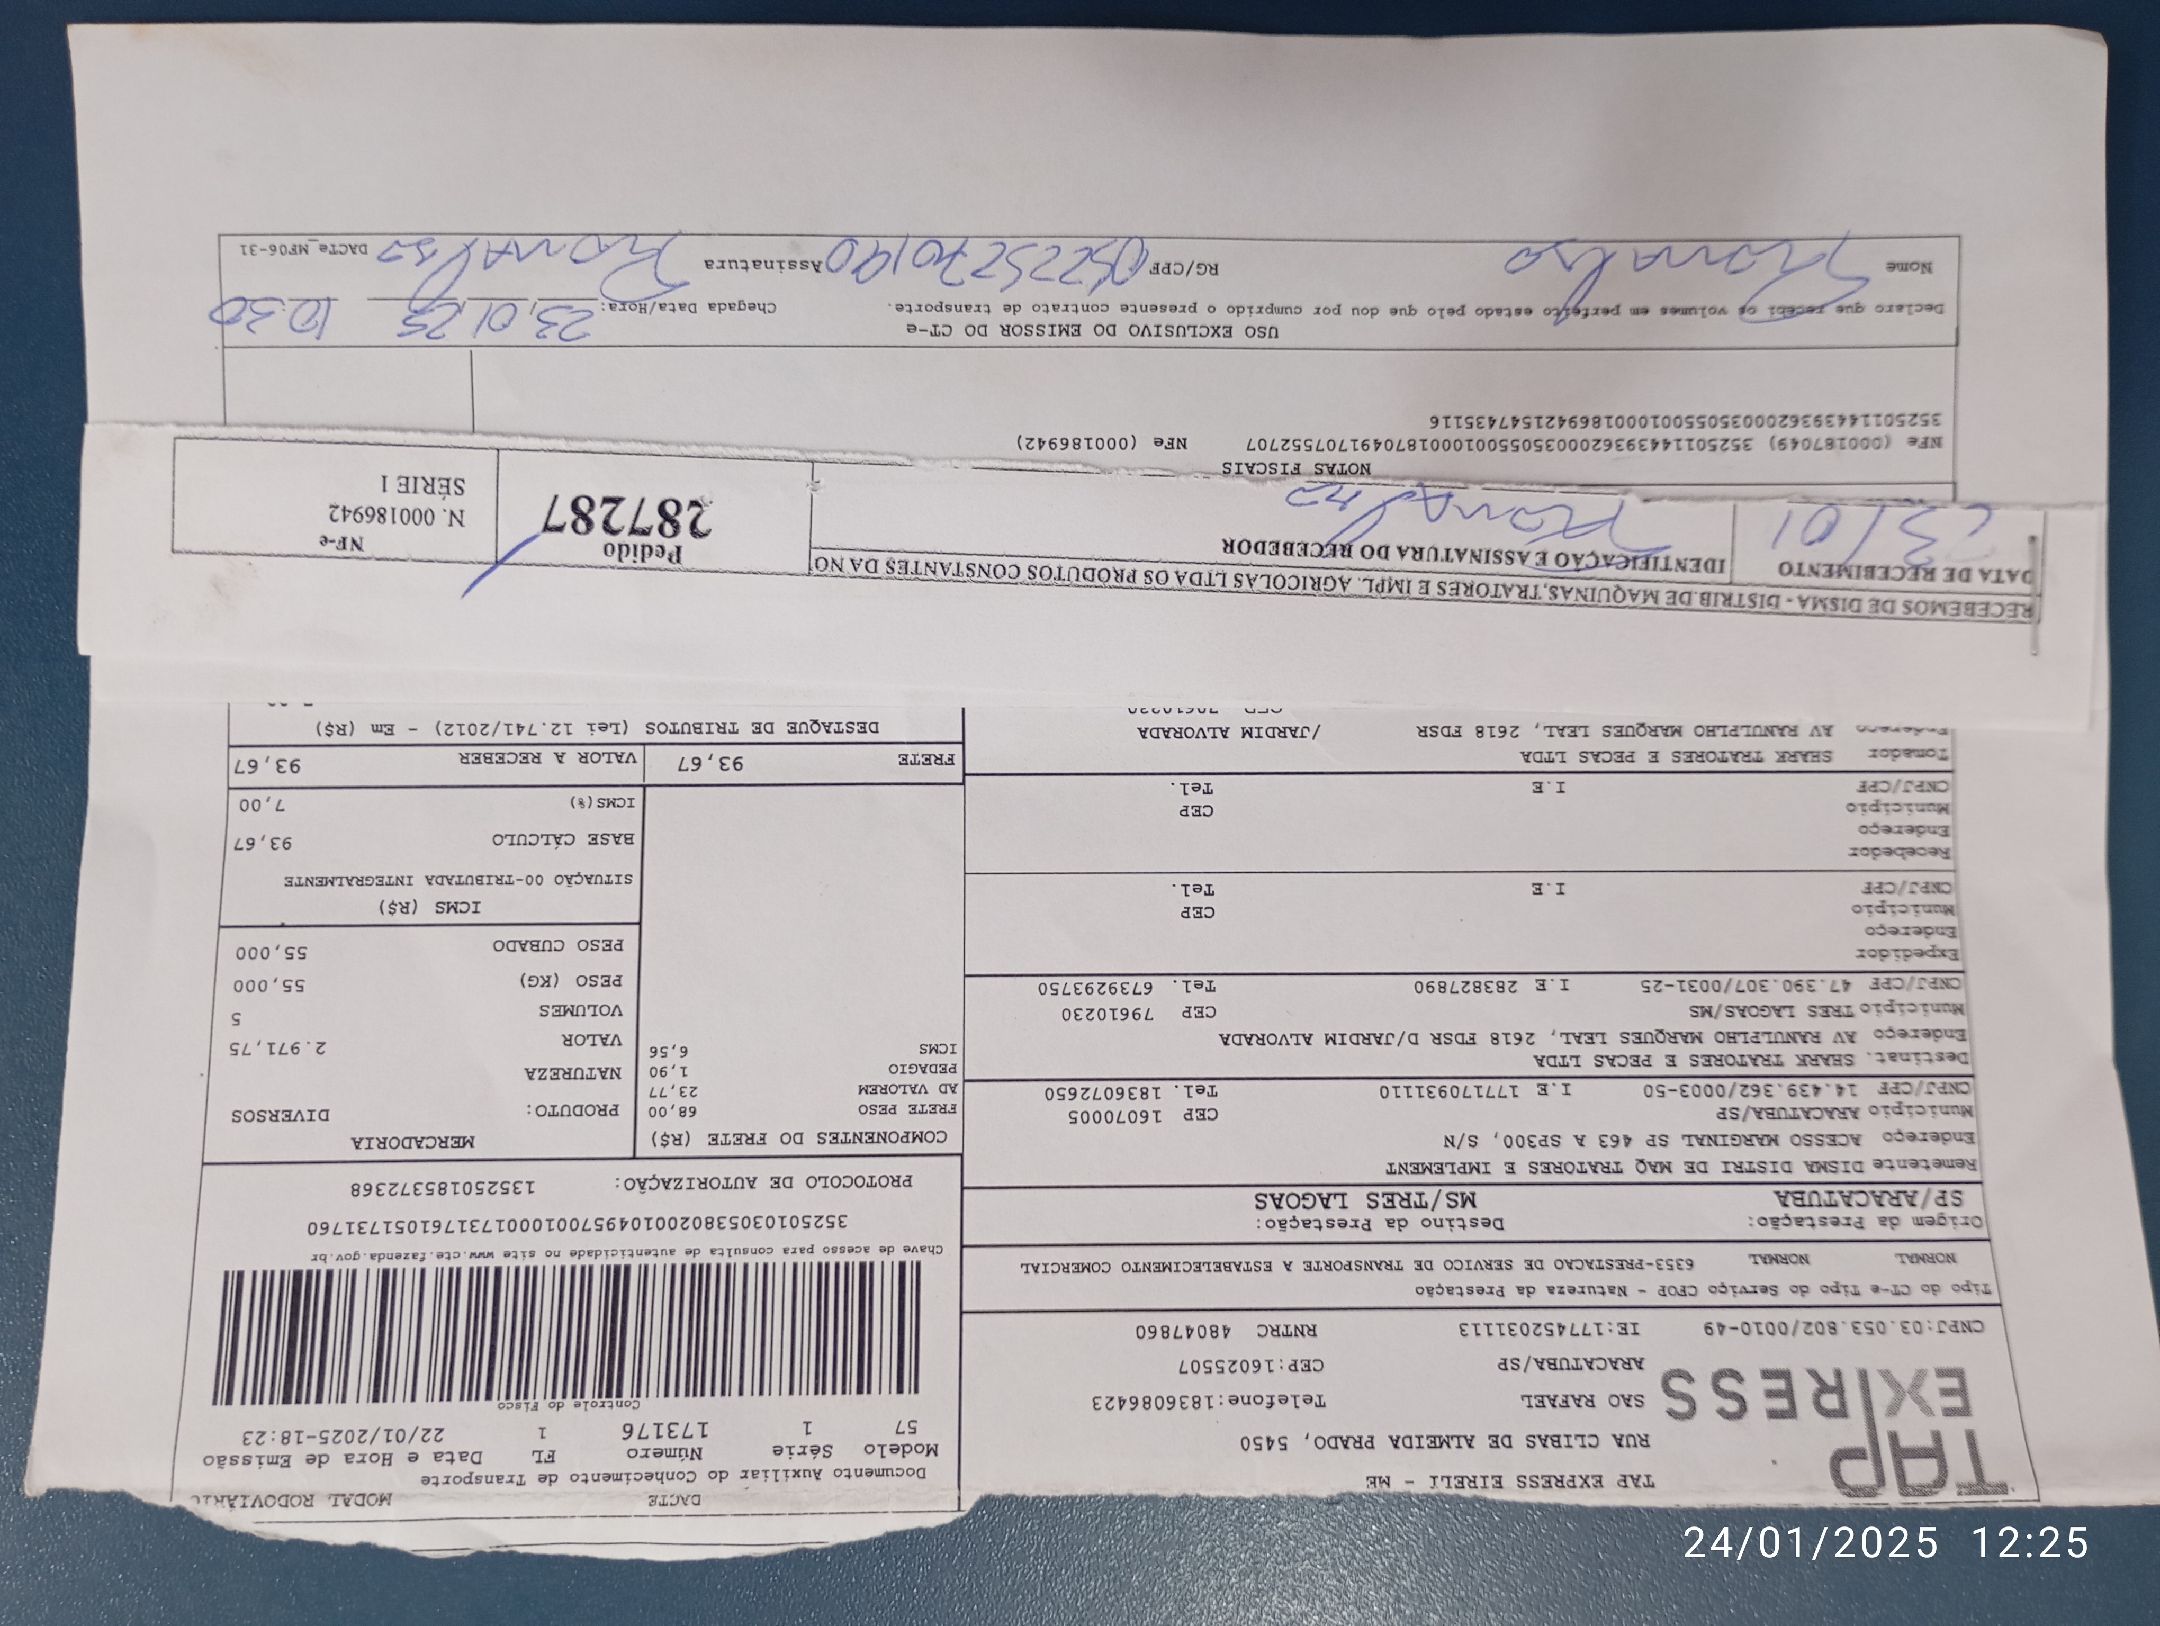 DACTE MODAL RODOVIÁRIO
Documento Auxiliar do Conhecimento de Transporte
Modelo Série Número FL Data e Hora de Emissão
57 1 173176 1 22/01/2025-18:23
Controle do Fisco
TAP
EXPRESS
TAP EXPRESS EIRELI - ME
RUA CLIBAS DE ALMEIDA PRADO, 5450
SAO RAFAEL Telefone:1836086423
ARACATUBA/SP CEP:16025507
CNPJ:03.053.802/0010-49 IE:177452031113 RNTRC 48047860
Tipo do CT-e Tipo do Serviço CFOP - Natureza da Prestação
NORMAL NORMAL 6353-PRESTACAO DE SERVICO DE TRANSPORTE A ESTABELECIMENTO COMERCIAL
Chave de acesso para consulta de autenticidade no site www.cte.fazenda.gov.br
35250103053802001049570010001731761051731760
PROTOCOLO DE AUTORIZAÇÃO: 135250185372368
Origem da Prestação: Destino da Prestação:
SP/ARACATUBA MS/TRES LAGOAS
Remetente DISMA DISTRI DE MAQ TRATORES E IMPLEMENT
Endereço ACESSO MARGINAL SP 463 A SP300, S/N
Municipio ARACATUBA/SP CEP 16070005
CNPJ/CPF 14.439.362/0003-50 I.E 177170931110 Tel. 1836072650
Destinat. SHARK TRATORES E PECAS LTDA
Endereço AV RANULPLHO MARQUES LEAL, 2618 FDSR D/JARDIM ALVORADA
Municipio TRES LAGOAS/MS CEP 79610230
CNPJ/CPF 47.390.307/0031-25 I.E 283827890 Tel. 6739293750
Expedidor
Endereço
Municipio CEP
CNPJ/CPF I.E Tel.
Recebedor
Endereço
Municipio CEP
CNPJ/CPF I.E Tel.
Tomador SHARK TRATORES E PECAS LTDA
Endereço AV RANULPLHO MARQUES LEAL, 2618 FDSR /JARDIM ALVORADA
CEP 79610230
COMPONENTES DO FRETE (R$)
FRETE PESO 68,00
AD VALOREM 23,77
PEDAGIO 1,90
ICMS 6,56
MERCADORIA
PRODUTO: DIVERSOS
NATUREZA
VALOR 2.971,75
VOLUMES 5
PESO (KG) 55,000
PESO CUBADO 55,000
ICMS (R$)
SITUAÇÃO 00-TRIBUTADA INTEGRALMENTE
BASE CÁLCULO 93,67
ICMS(%) 7,00
FRETE 93,67 VALOR A RECEBER 93,67
DESTAQUE DE TRIBUTOS (Lei 12.741/2012) - Em (R$)
RECEBEMOS DE DISMA - DISTRIB.DE MAQUINAS,TRATORES E IMPL. AGRICOLAS LTDA OS PRODUTOS CONSTANTES DA NO
DATA DE RECEBIMENTO IDENTIFICAÇÃO E ASSINATURA DO RECEBEDOR
23/01
Pedido
287287
NF-e
N. 000186942
SÉRIE 1
NOTAS FISCAIS
NFe (000187049) 35250114439362000350550010001870491707552707 NFe (000186942)
35250114439362000350550010001869421547435116
USO EXCLUSIVO DO EMISSOR DO CT-e
Declaro que recebi os volumes em perfeito estado pelo que dou por cumprido o presente contrato de transporte. Chegada Data/Hora: 23,01,25 10:30
Nome RG/CPF 05225270190 Assinatura DACTe_MF06-31
24/01/2025 12:25